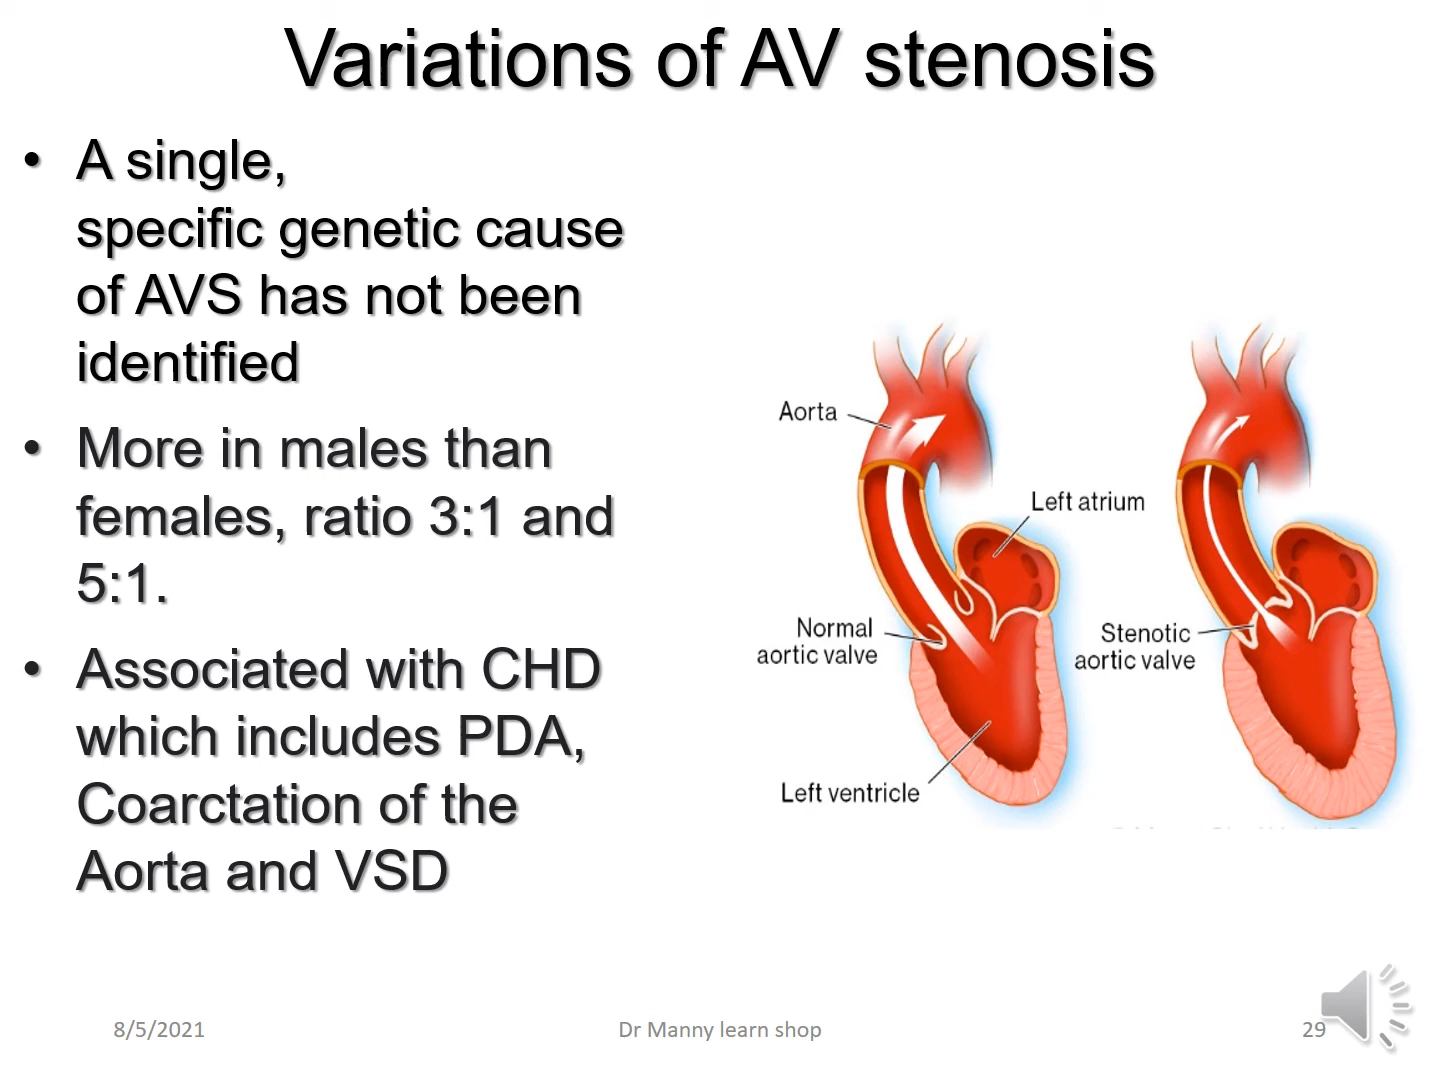 Variations of AV stenosis
• A single,
specific genetic cause
of AVS has not been
identified
• More in males than
females, ratio 3:1 and
5:1.
• Associated with CHD
which includes PDA,
Coarctation of the
Aorta and VSD
Aorta
Left atrium
Normal
aortic valve
Stenotic
aortic valve
Left ventricle
8/5/2021
Dr Manny learn shop
29